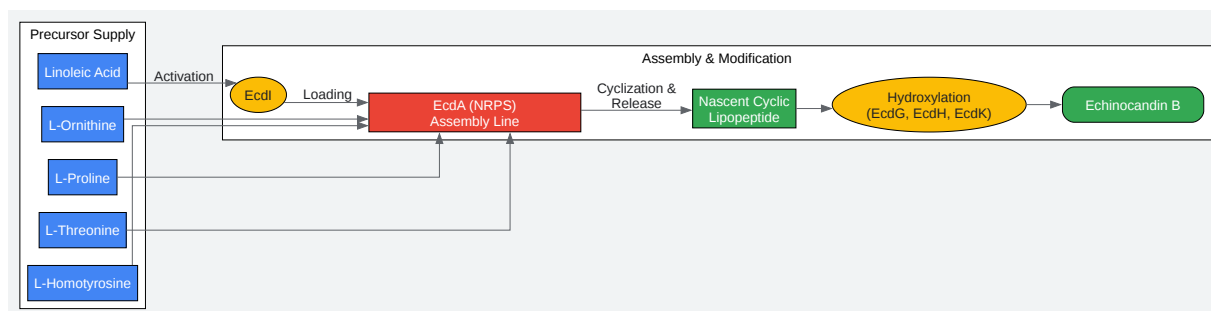 Precursor Supply
Linoleic Acid
L-Ornithine
L-Proline
L-Threonine
L-Homotyrosine
Activation
Assembly & Modification
EcdI
Loading
EcdA (NRPS)
Assembly Line
Cyclization &
Release
Nascent Cyclic
Lipopeptide
Hydroxylation
(EcdG, EcdH, EcdK)
Echinocandin B